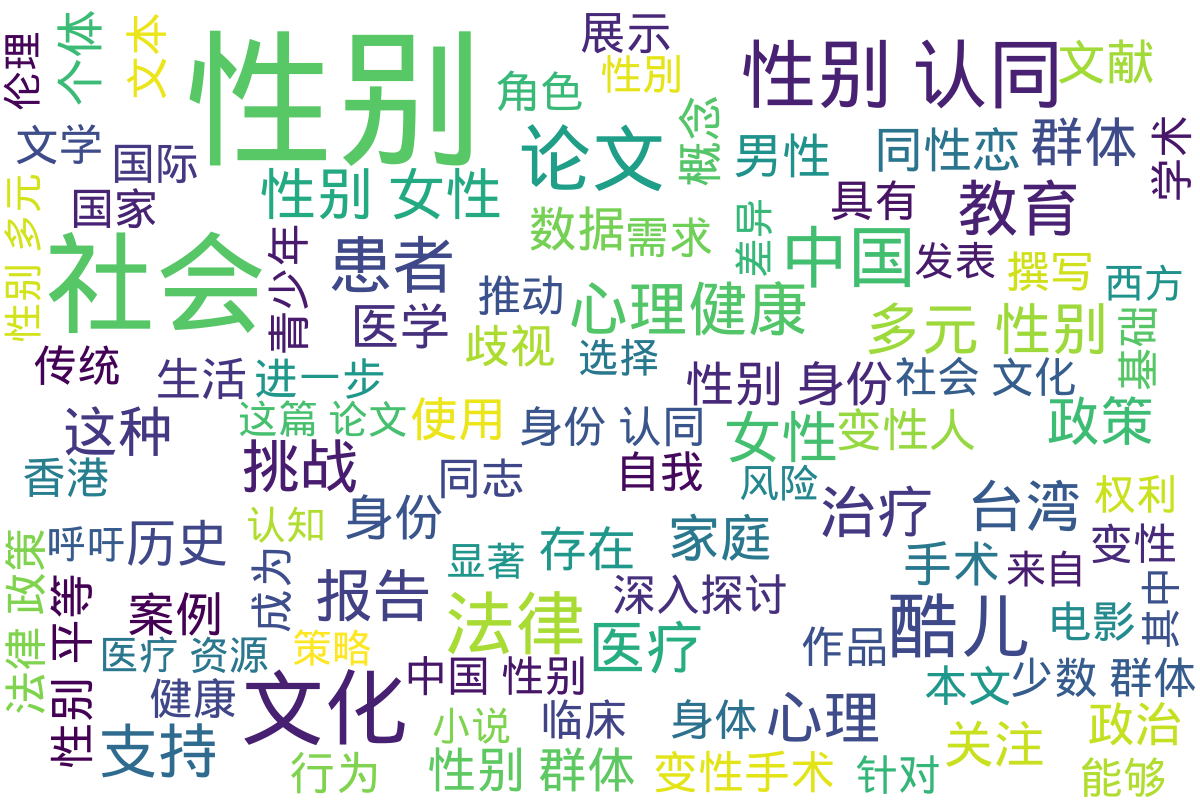 伦理
个体
文本
性别
展示
性別
角色
性别 认同
文献
文学
国际
国家
性别 女性
论文
概念
男性
同性恋
群体
学术
性别 多元
社会
青少年
患者
医学
数据
需求
差异
中国
具有
教育
发表
撰写
西方
推动
心理健康
歧视
选择
多元 性别
基础
传统
生活
进一步
性别 身份
社会 文化
这种
这篇 论文
使用
身份 认同
女性
变性人
政策
香港
挑战
同志
自我
风险
治疗
台湾
权利
法律 政策
呼吁
历史
认知
身份
显著
存在
家庭
手术
来自
变性
性别 平等
案例
成为
报告
深入探讨
法律
医疗
酷儿
电影
其中
医疗 资源
策略
中国 性别
作品
本文
少数 群体
健康
文化
小说
临床
身体
心理
支持
行为
性别 群体
变性手术
针对
关注
政治
能够